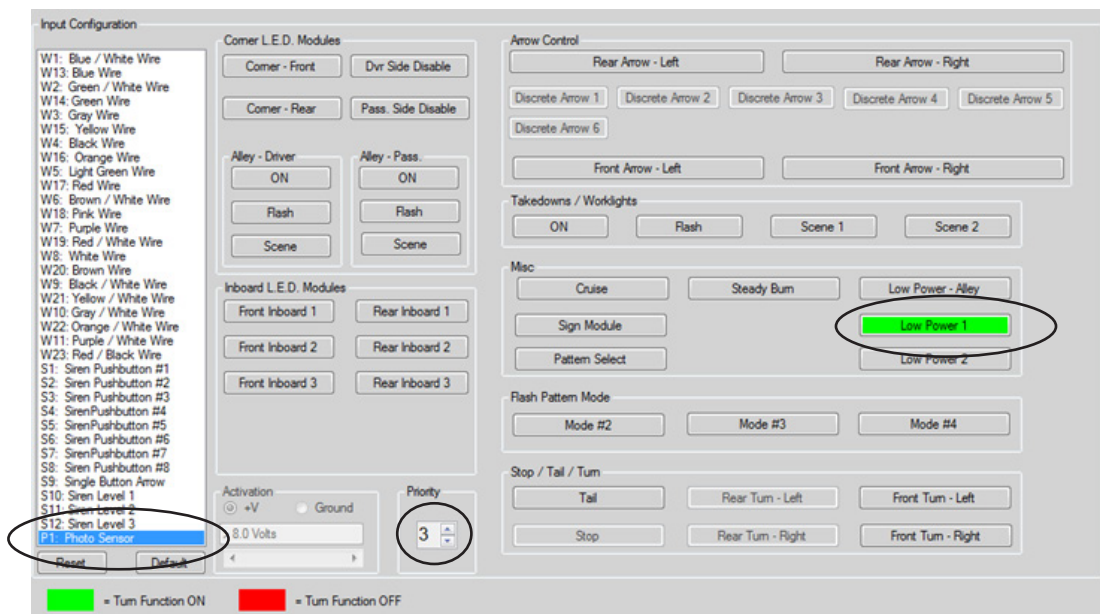 Input Configuration
W1: Blue / White Wire
W13: Blue Wire
W2: Green / White Wire
W14: Green Wire
W3: Gray Wire
W15: Yellow Wire
W4: Black Wire
W16: Orange Wire
W5: Light Green Wire
W17: Red Wire
W6: Brown / White Wire
W18: Pink Wire
W7: Purple Wire
W19: Red / White Wire
W8: White Wire
W20: Brown Wire
W9: Black / White Wire
W21: Yellow / White Wire
W10: Gray / White Wire
W22: Orange / White Wire
W11: Purple / White Wire
W23: Red / Black Wire
S1: Siren Pushbutton #1
S2: Siren Pushbutton #2
S3: Siren Pushbutton #3
S4: SirenPushbutton #4
S5: SirenPushbutton #5
S6: Siren Pushbutton #6
S7: SirenPushbutton #7
S8: Siren Pushbutton #8
S9: Single Button Arrow
S10: Siren Level 1
S11: Siren Level 2
S12: Siren Level 3
P1: Photo Sensor
Reset Default
Corner L.E.D. Modules
Corner - Front Dvr Side Disable
Corner - Rear Pass. Side Disable
Alley - Driver Alley - Pass.
ON ON
Flash Flash
Scene Scene
Inboard L.E.D. Modules
Front Inboard 1 Rear Inboard 1
Front Inboard 2 Rear Inboard 2
Front Inboard 3 Rear Inboard 3
Activation
+V Ground
8.0 Volts
Priority
3
Arrow Control
Rear Arrow - Left Rear Arrow - Right
Discrete Arrow 1 Discrete Arrow 2 Discrete Arrow 3 Discrete Arrow 4 Discrete Arrow 5
Discrete Arrow 6
Front Arrow - Left Front Arrow - Right
Takedowns / Worklights
ON Flash Scene 1 Scene 2
Misc
Cruise Steady Burn Low Power - Alley
Sign Module Low Power 1
Pattern Select Low Power 2
Flash Pattern Mode
Mode #2 Mode #3 Mode #4
Stop / Tail / Turn
Tail Rear Turn - Left Front Turn - Left
Stop Rear Turn - Right Front Turn - Right
= Turn Function ON = Turn Function OFF